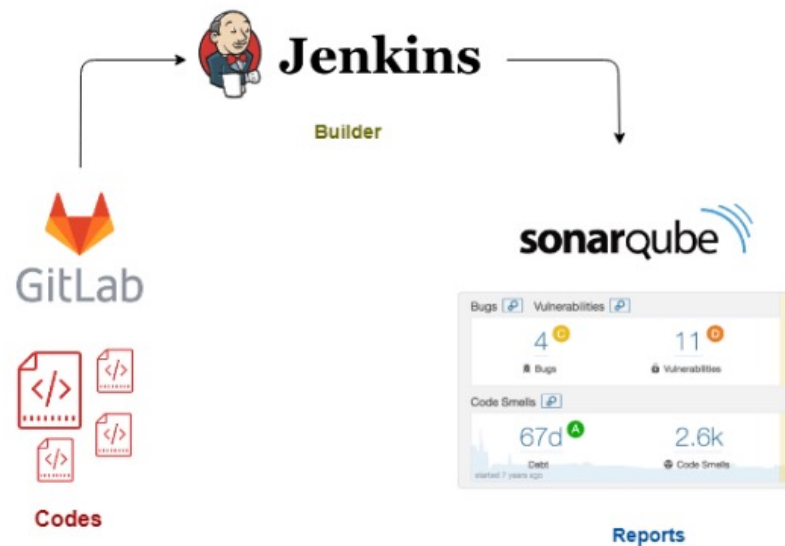 Jenkins
Builder
GitLab
</>
</>
</>
</>
Codes
sonarqube
Bugs Vulnerabilities
4 C 11 D
Bugs Vulnerabilities
Code Smells
67d A 2.6k
Debt Code Smells
started 7 years ago
Reports